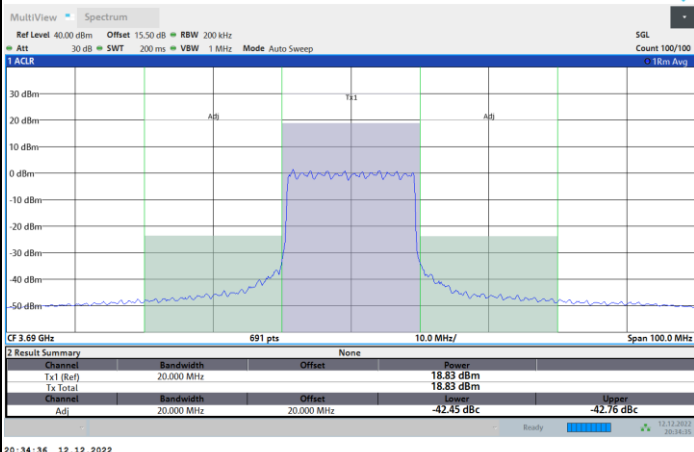 MultiView Spectrum
Ref Level 40.00 dBm Offset 15.50 dB RBW 200 kHz SGL
Att 30 dB SWT 200 ms VBW 1 MHz Mode Auto Sweep Count 100/100
1 ACLR 1Rm Avg
30 dBm
Tx1
20 dBm Adj Adj
10 dBm
0 dBm
-10 dBm
-20 dBm
-30 dBm
-40 dBm
-50 dBm
CF 3.69 GHz 691 pts 10.0 MHz/ Span 100.0 MHz
2 Result Summary None
Channel Bandwidth Offset Power
Tx1 (Ref) 20.000 MHz 18.83 dBm
Tx Total 18.83 dBm
Channel Bandwidth Offset Lower Upper
Adj 20.000 MHz 20.000 MHz -42.45 dBc -42.76 dBc
Ready 12.12.2022
20:34:35
20:34:36 12.12.2022